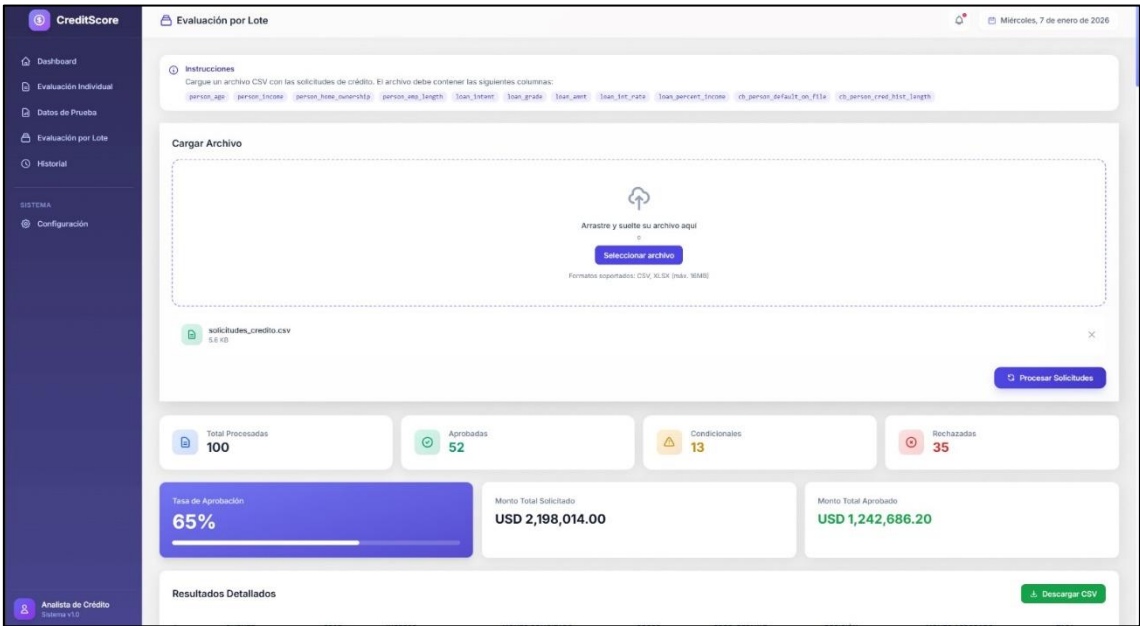 CreditScore
Dashboard
Evaluación Individual
Datos de Prueba
Evaluación por Lote
Historial
SISTEMA
Configuración
Analista de Crédito
Sistema v1.0
Evaluación por Lote
Miércoles, 7 de enero de 2026
Instrucciones
Cargue un archivo CSV con las solicitudes de crédito. El archivo debe contener las siguientes columnas:
person_age person_income person_home_ownership person_emp_length loan_intent loan_grade loan_amnt loan_int_rate loan_percent_income cb_person_default_on_file cb_person_cred_hist_length
Cargar Archivo
Arrastre y suelte su archivo aquí
o
Seleccionar archivo
Formatos soportados: CSV, XLSX (máx. 16MB)
solicitudes_credito.csv
5.6 KB
Procesar Solicitudes
Total Procesadas
100
Aprobadas
52
Condicionales
13
Rechazadas
35
Tasa de Aprobación
65%
Monto Total Solicitado
USD 2,198,014.00
Monto Total Aprobado
USD 1,242,686.20
Resultados Detallados
Descargar CSV